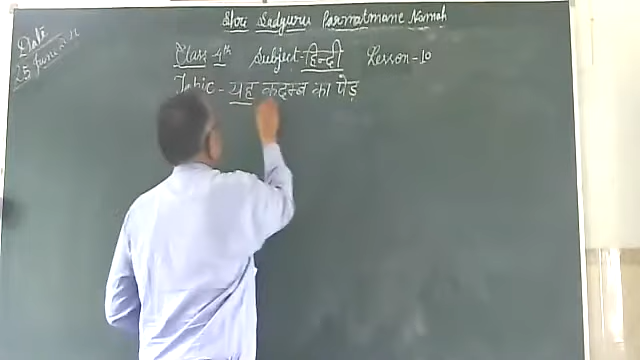 Shri Sadguru Parmatmane Namah
Date
25 June
Class 4th Subject-हिन्दी Lesson-10
Topic - यह कदम्ब का पेड़